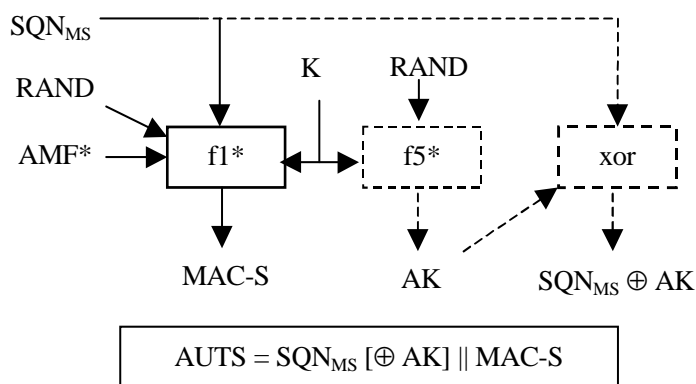 SQN_MS
K
RAND
RAND
AMF*
f1*
f5*
xor
MAC-S
AK
SQN_MS ⊕ AK
AUTS = SQN_MS [⊕ AK] || MAC-S